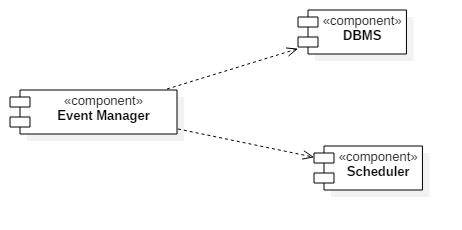 «component»
DBMS
«component»
Event Manager
«component»
Scheduler